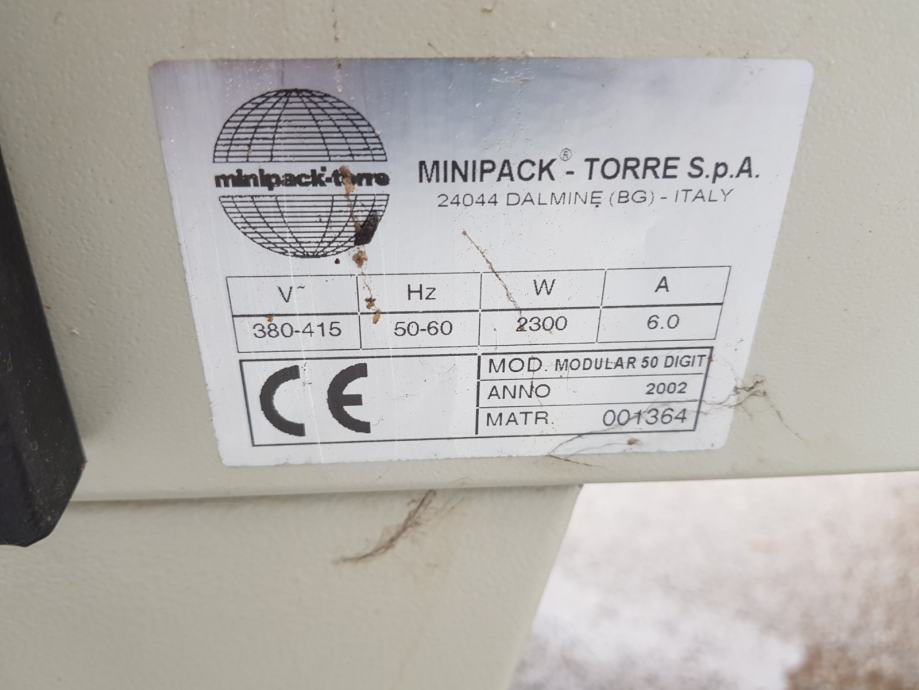 minipack-torre
MINIPACK® - TORRE S.p.A.
24044 DALMINE (BG) - ITALY
V~ Hz W A
380-415 50-60 2300 6.0
CE
MOD. MODULAR 50 DIGIT
ANNO 2002
MATR. 001364